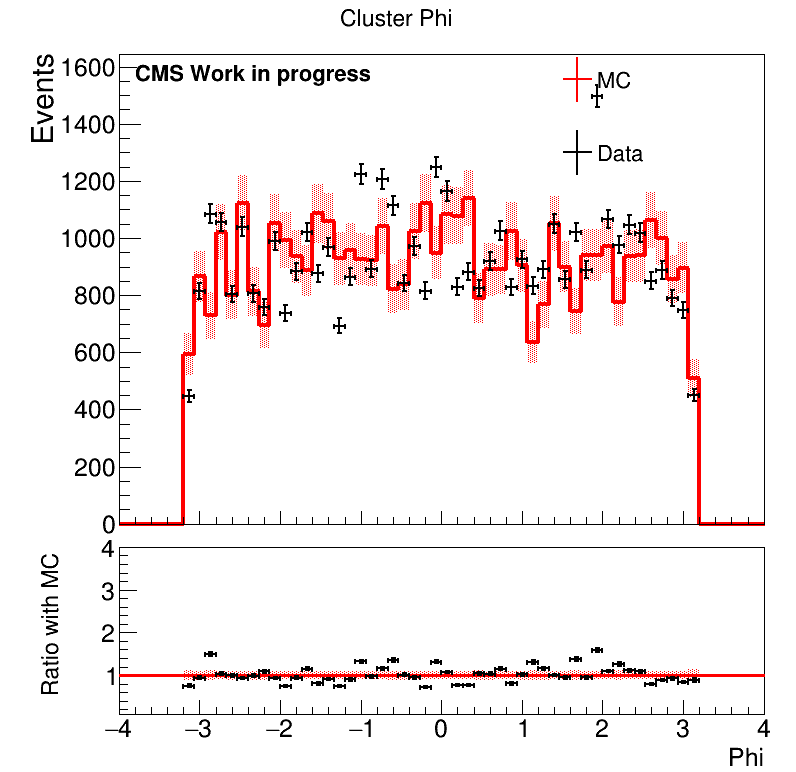 Cluster Phi
CMS Work in progress
MC
Data
Events
1600
1400
1200
1000
800
600
400
200
0
Ratio with MC
4
3
2
1
−4 −3 −2 −1 0 1 2 3 4
Phi